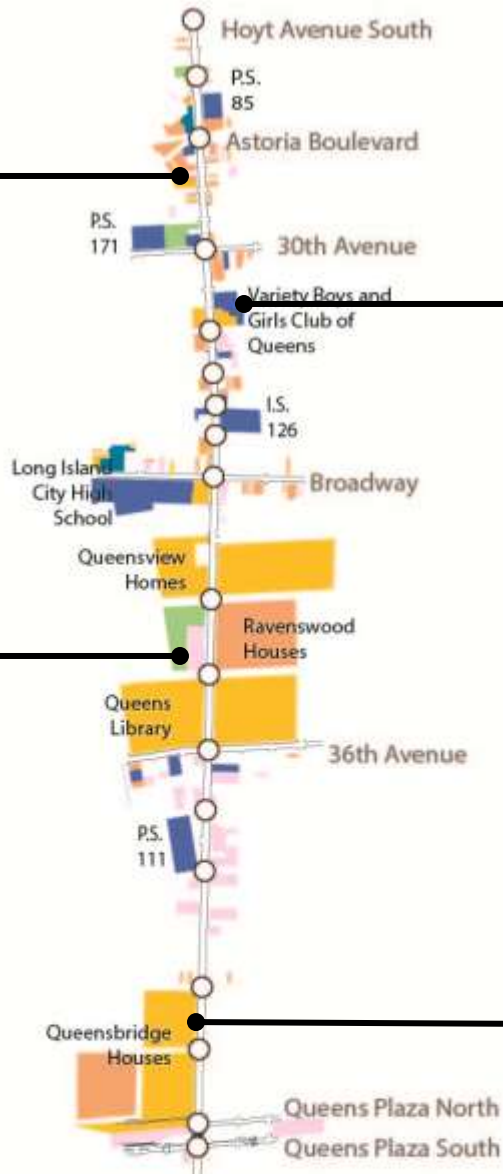 Hoyt Avenue South
P.S.
85
Astoria Boulevard
P.S.
171
30th Avenue
Variety Boys and
Girls Club of
Queens
I.S.
126
Long Island
City High
School
Broadway
Queensview
Homes
Ravenswood
Houses
Queens
Library
36th Avenue
P.S.
111
Queensbridge
Houses
Queens Plaza North
Queens Plaza South